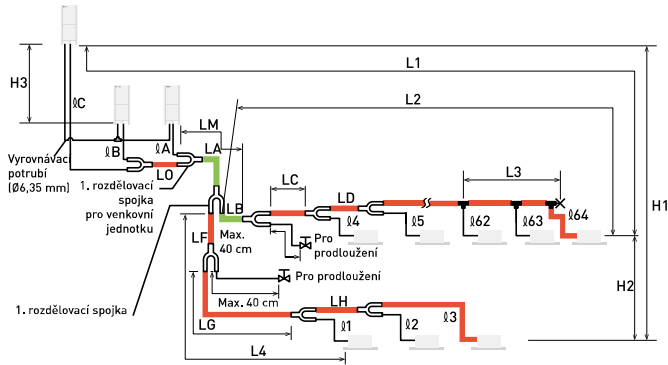 H3
ℓC
L1
H1
L2
LM
ℓA
LA
ℓB
LO
Vyrovnávací
potrubí
(Ø6,35 mm)
1. rozdělovací
spojka
pro venkovní
jednotku
LB
LC
LD
L3
ℓ4
ℓ5
ℓ62
ℓ63
ℓ64
LF
Max.
40 cm
Pro
prodloužení
H2
Pro prodloužení
Max. 40 cm
1. rozdělovací spojka
LG
LH
ℓ1
ℓ2
ℓ3
L4